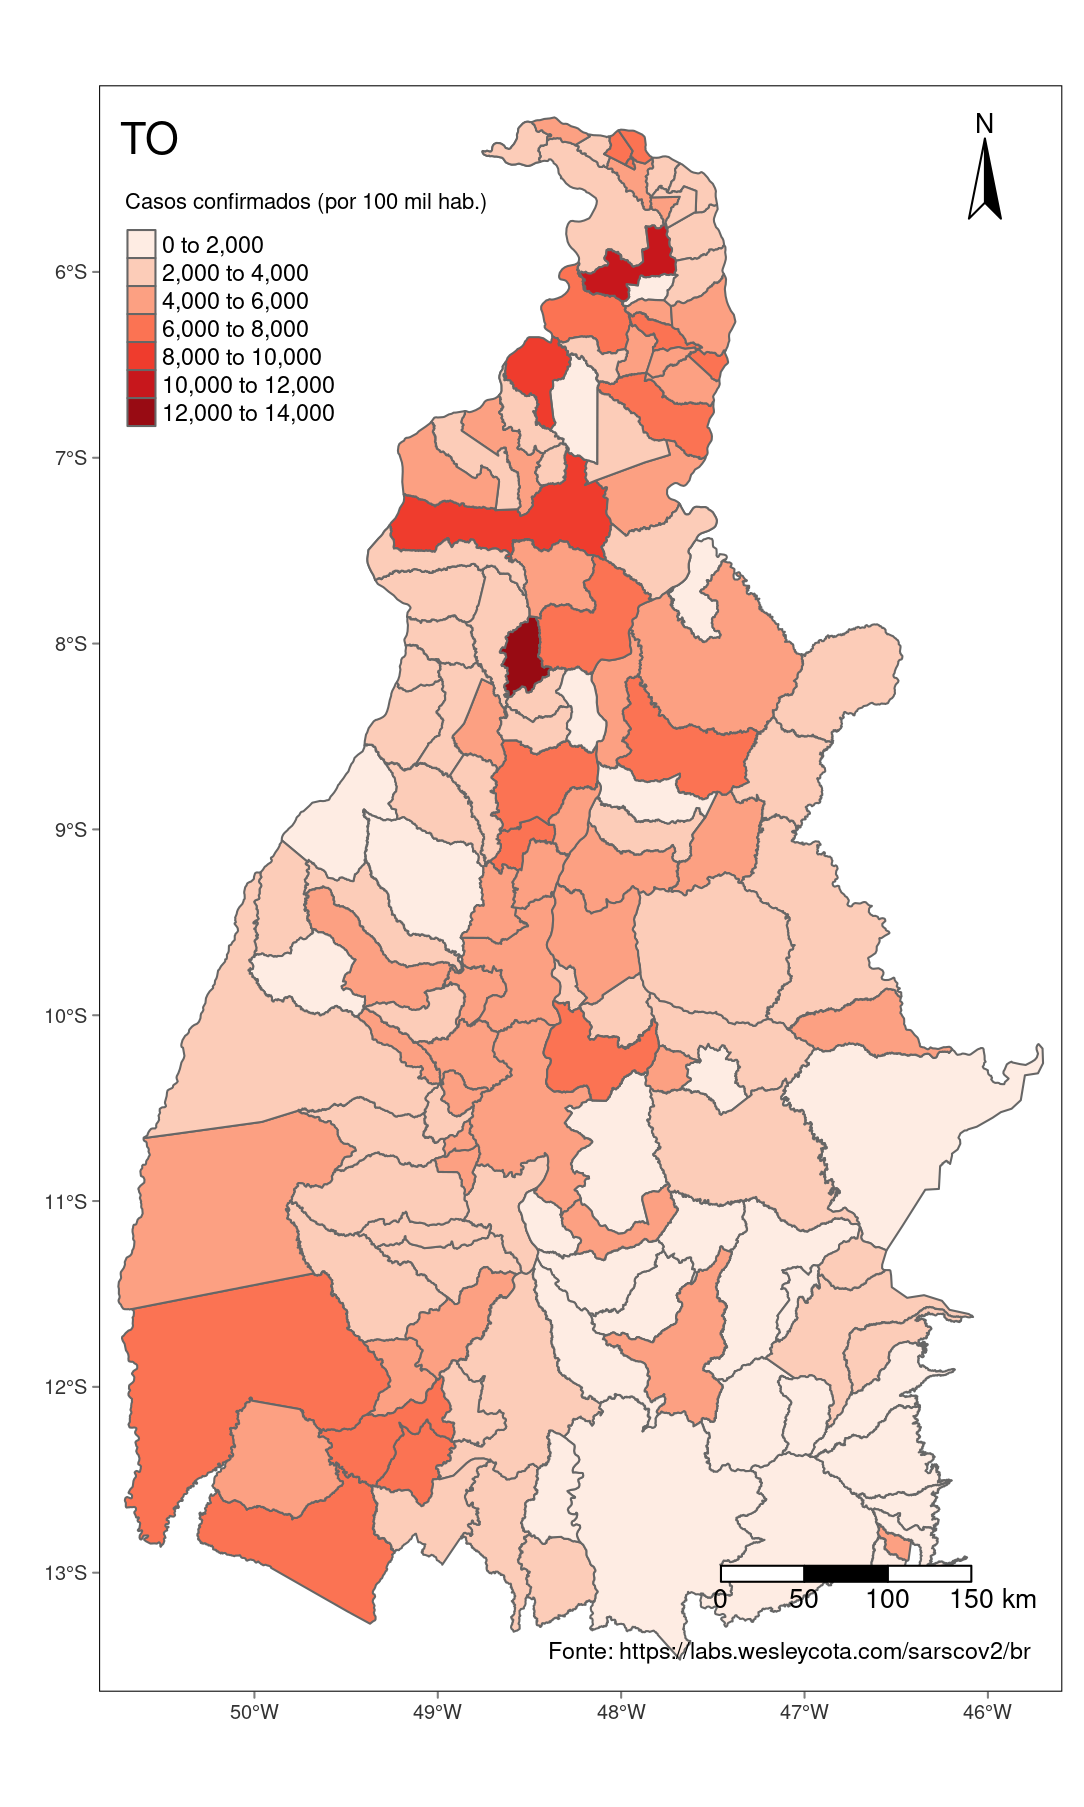 TO
N
Casos confirmados (por 100 mil hab.)
0 to 2,000
2,000 to 4,000
4,000 to 6,000
6,000 to 8,000
8,000 to 10,000
10,000 to 12,000
12,000 to 14,000
6°S
7°S
8°S
9°S
10°S
11°S
12°S
13°S
0 50 100 150 km
Fonte: https://labs.wesleycota.com/sarscov2/br
50°W 49°W 48°W 47°W 46°W